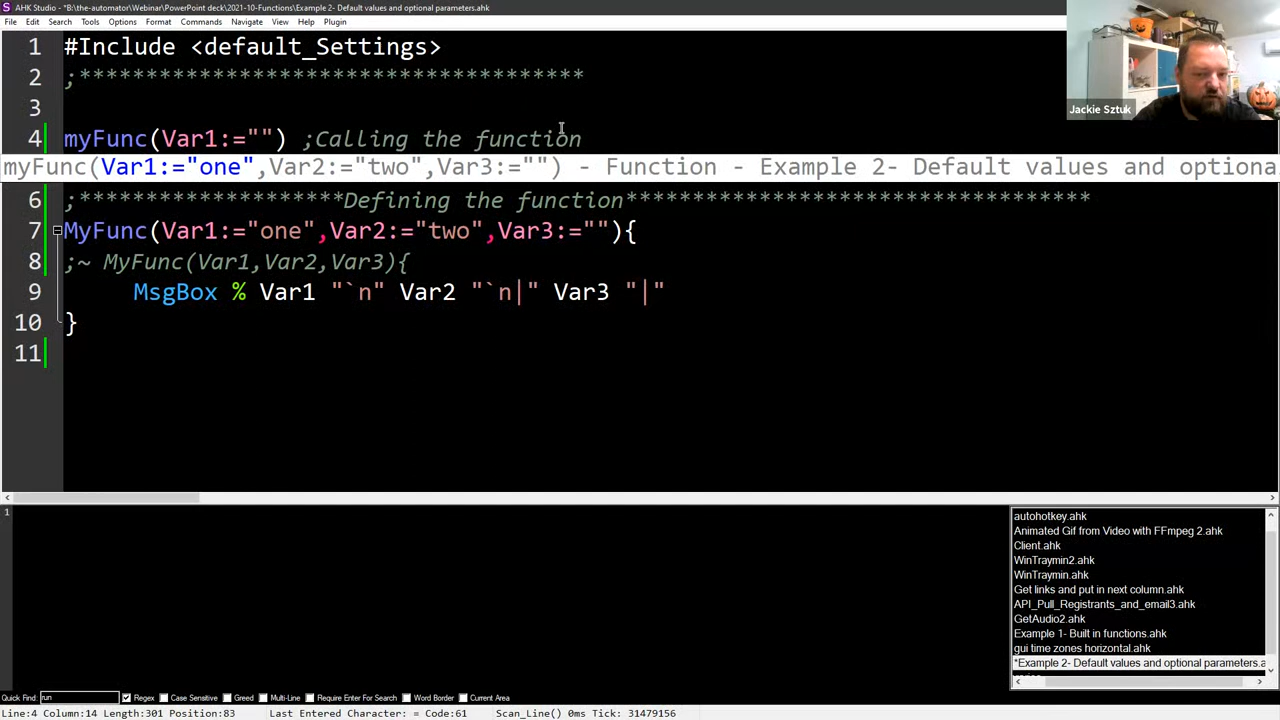 AHK Studio - *B:\the-automator\Webinar\PowerPoint deck\2021-10-Functions\Example 2- Default values and optional parameters.ahk
File Edit Search Tools Options Format Commands Navigate View Help Plugin
1 #Include <default_Settings>
2 ;***************************************
3
4 myFunc(Var1:="") ;Calling the function
myFunc(Var1:="one",Var2:="two",Var3:="") - Function - Example 2- Default values and optiona
6 ;********************Defining the function***********************************
7 MyFunc(Var1:="one",Var2:="two",Var3:=""){
8 ;~ MyFunc(Var1,Var2,Var3){
9 MsgBox % Var1 "`n" Var2 "`n|" Var3 "|"
10 }
11
Jackie Sztuk
1
autohotkey.ahk
Animated Gif from Video with FFmpeg 2.ahk
Client.ahk
WinTraymin2.ahk
WinTraymin.ahk
Get links and put in next column.ahk
API_Pull_Registrants_and_email3.ahk
GetAudio2.ahk
Example 1- Built in functions.ahk
gui time zones horizontal.ahk
*Example 2- Default values and optional parameters.a
Quick Find: run Regex Case Sensitive Greed Multi-Line Require Enter For Search Word Border Current Area
Line:4 Column:14 Length:301 Position:83 Last Entered Character: = Code:61 Scan_Line() 0ms Tick: 31479156